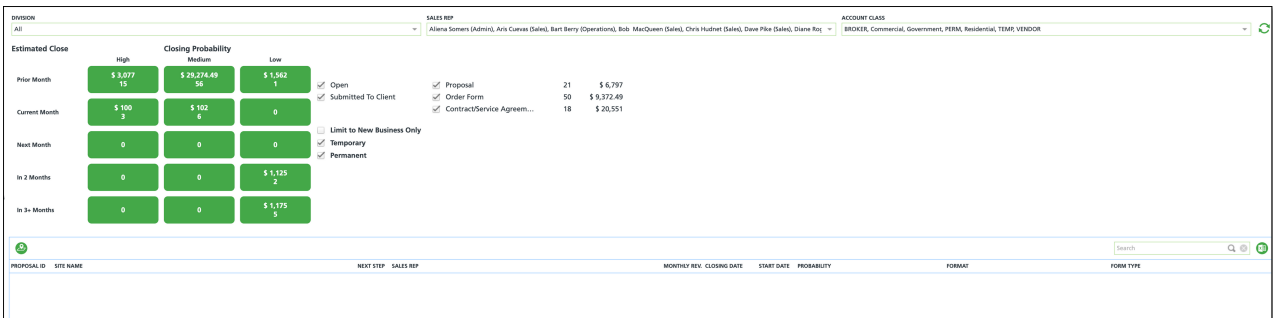 DIVISION SALES REP ACCOUNT CLASS
All Aliena Somers (Admin), Aris Cuevas (Sales), Bart Berry (Operations), Bob MacQueen (Sales), Chris Hudnet (Sales), Dave Pike (Sales), Diane Rog BROKER, Commercial, Government, PERM, Residential, TEMP, VENDOR
Estimated Close Closing Probability
High Medium Low
Prior Month $ 3,077 $ 29,274.49 $ 1,562
15 56 1
Open Proposal 21 $ 6,797
Submitted To Client Order Form 50 $ 9,372.49
Contract/Service Agreem... 18 $ 20,551
Current Month $ 100 $ 102 0
3 6
Limit to New Business Only
Next Month 0 0 0
Temporary
Permanent
In 2 Months 0 0 $ 1,125
2
In 3+ Months 0 0 $ 1,175
5
Search
PROPOSAL ID SITE NAME NEXT STEP SALES REP MONTHLY REV. CLOSING DATE START DATE PROBABILITY FORMAT FORM TYPE